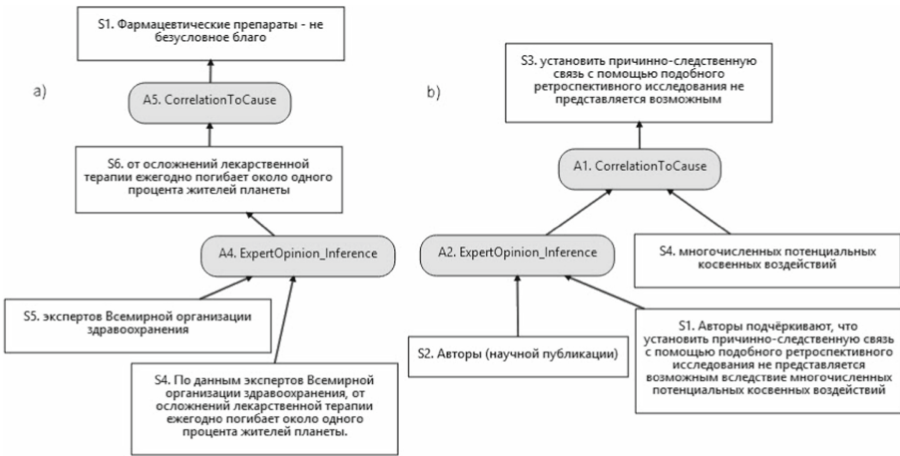 a)
S1. Фармацевтические препараты - не
безусловное благо
A5. CorrelationToCause
S6. от осложнений лекарственной
терапии ежегодно погибает около одного
процента жителей планеты
A4. ExpertOpinion_Inference
S5. экспертов Всемирной организации
здравоохранения
S4. По данным экспертов Всемирной
организации здравоохранения, от
осложнений лекарственной терапии
ежегодно погибает около одного
процента жителей планеты.
b)
S3. установить причинно-следственную
связь с помощью подобного
ретроспективного исследования не
представляется возможным
A1. CorrelationToCause
A2. ExpertOpinion_Inference
S4. многочисленных потенциальных
косвенных воздействий
S2. Авторы (научной публикации)
S1. Авторы подчёркивают, что
установить причинно-следственную связь
с помощью подобного ретроспективного
исследования не представляется
возможным вследствие многочисленных
потенциальных косвенных воздействий